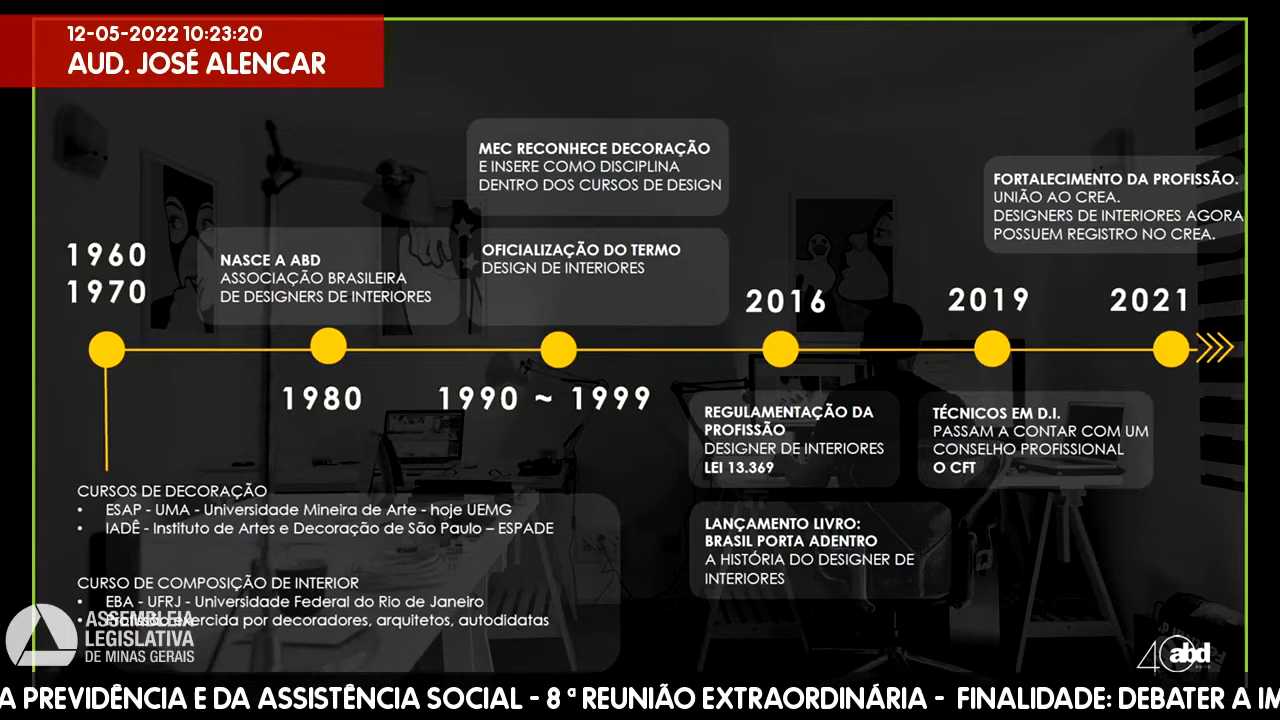 12-05-2022 10:23:20
AUD. JOSÉ ALENCAR
MEC RECONHECE DECORAÇÃO
E INSERE COMO DISCIPLINA
DENTRO DOS CURSOS DE DESIGN
FORTALECIMENTO DA PROFISSÃO.
UNIÃO AO CREA.
DESIGNERS DE INTERIORES AGORA
POSSUEM REGISTRO NO CREA.
1960
1970
NASCE A ABD
ASSOCIAÇÃO BRASILEIRA
DE DESIGNERS DE INTERIORES
OFICIALIZAÇÃO DO TERMO
DESIGN DE INTERIORES
2016
2019
2021
1980
1990 ~ 1999
REGULAMENTAÇÃO DA
PROFISSÃO
DESIGNER DE INTERIORES
LEI 13.369
TÉCNICOS EM D.I.
PASSAM A CONTAR COM UM
CONSELHO PROFISSIONAL
O CFT
CURSOS DE DECORAÇÃO
• ESAP - UMA - Universidade Mineira de Arte - hoje UEMG
• IADÊ - Instituto de Artes e Decoração de São Paulo – ESPADE
LANÇAMENTO LIVRO:
BRASIL PORTA ADENTRO
A HISTÓRIA DO DESIGNER DE
INTERIORES
CURSO DE COMPOSIÇÃO DE INTERIOR
• EBA - UFRJ - Universidade Federal do Rio de Janeiro
• exercida por decoradores, arquitetos, autodidatas
ASSEMBLEIA
LEGISLATIVA
DE MINAS GERAIS
40 abd
A PREVIDÊNCIA E DA ASSISTÊNCIA SOCIAL - 8 ª REUNIÃO EXTRAORDINÁRIA - FINALIDADE: DEBATER A IM